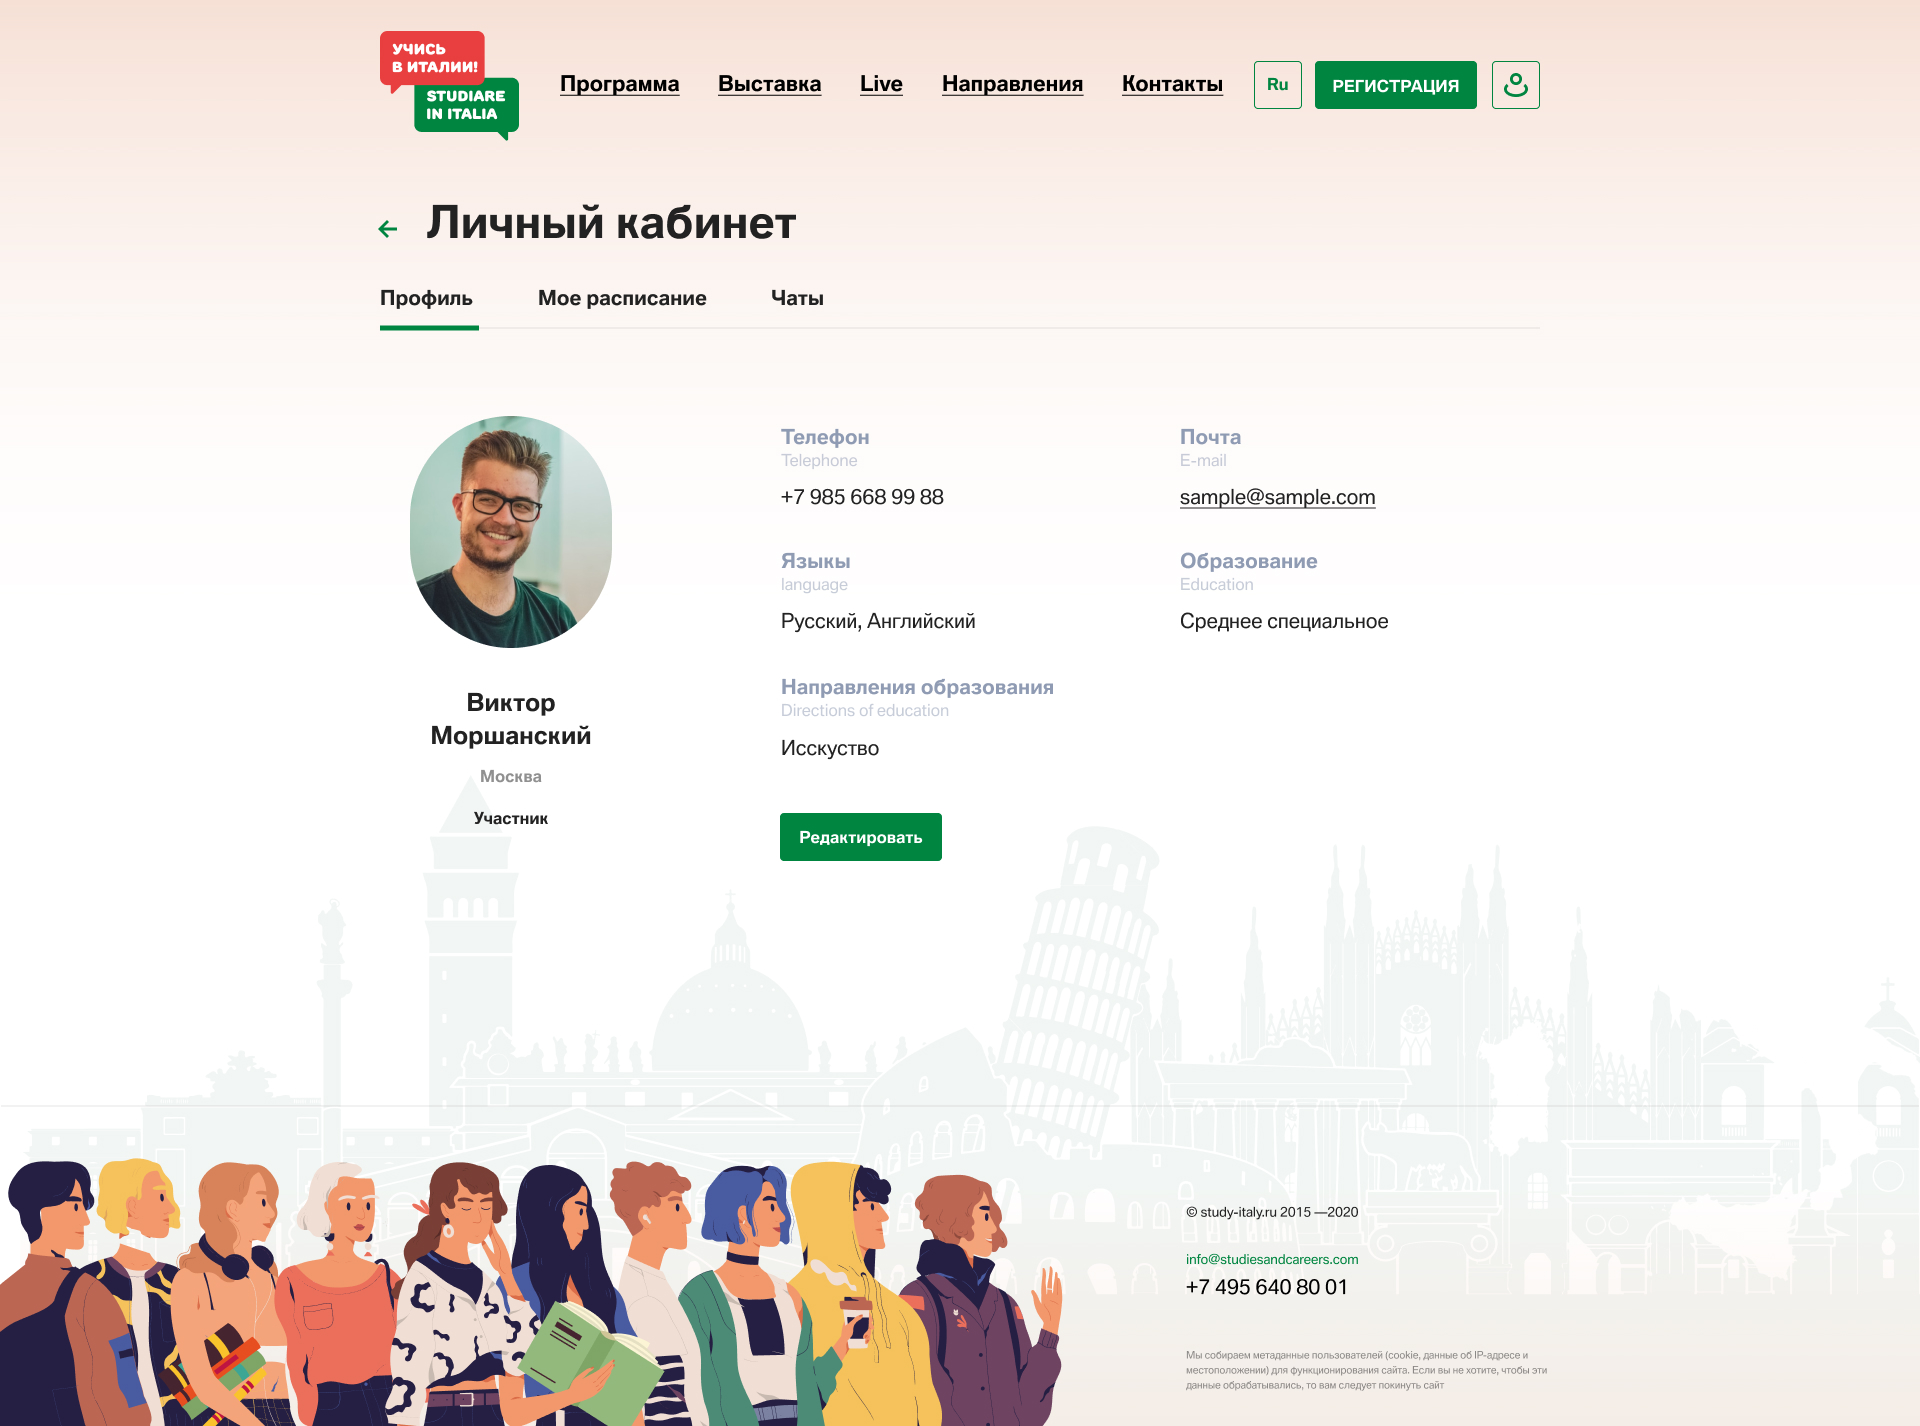 УЧИСЬ
В ИТАЛИИ!
STUDIARE
IN ITALIA
Программа Выставка Live Направления Контакты Ru РЕГИСТРАЦИЯ
← Личный кабинет
Профиль Мое расписание Чаты
Телефон
Telephone
+7 985 668 99 88
Почта
E-mail
sample@sample.com
Языкы
language
Русский, Английский
Образование
Education
Среднее специальное
Направления образования
Directions of education
Исскуство
Виктор
Моршанский
Москва
Участник
Редактировать
© study-italy.ru 2015 —2020
info@studiesandcareers.com
+7 495 640 80 01
Мы собираем метаданные пользователей (cookie, данные об IP-адресе и
местоположении) для функционирования сайта. Если вы не хотите, чтобы эти
данные обрабатывались, то вам следует покинуть сайт